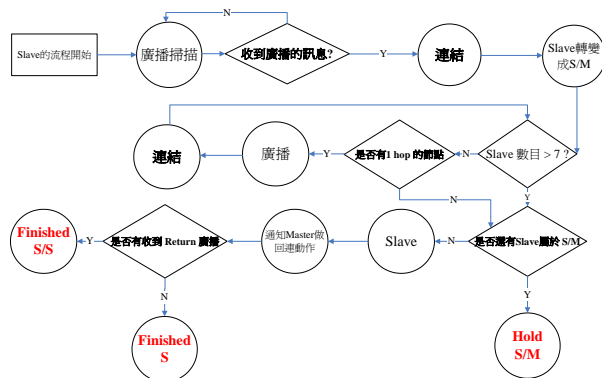 N
Slave的流程開始
廣播掃描
收到廣播的訊息?
Y
連結
Slave轉變
成S/M
連結
廣播
Y
是否有1 hop 的節點
N
Slave 數目 > 7 ?
N
Y
Finished
S/S
Y
是否有收到 Return 廣播
通知Master做
回連動作
Slave
N
是否還有Slave屬於 S/M
N
Y
Finished
S
Hold
S/M